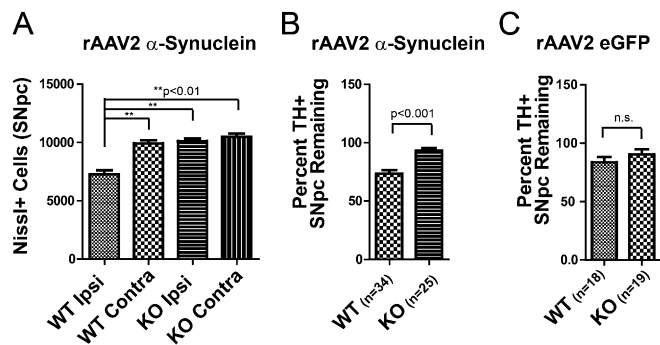 A
rAAV2 α-Synuclein
Nissl+ Cells (SNpc)
15000
10000
5000
0
**p<0.01
**
**
WT Ipsi
WT Contra
KO Ipsi
KO Contra
B
rAAV2 α-Synuclein
Percent TH+
SNpc Remaining
150
100
50
0
p<0.001
WT (n=34)
KO (n=25)
C
rAAV2 eGFP
Percent TH+
SNpc Remaining
150
100
50
0.0
n.s.
WT (n=18)
KO (n=19)